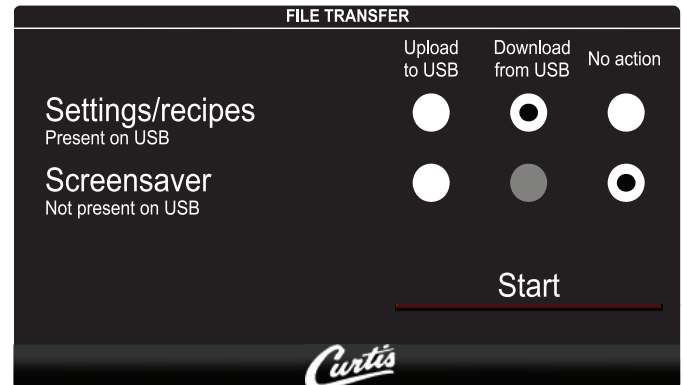 FILE TRANSFER
Upload
to USB
Download
from USB
No action
Settings/recipes
Present on USB
Screensaver
Not present on USB
Start
Curtis